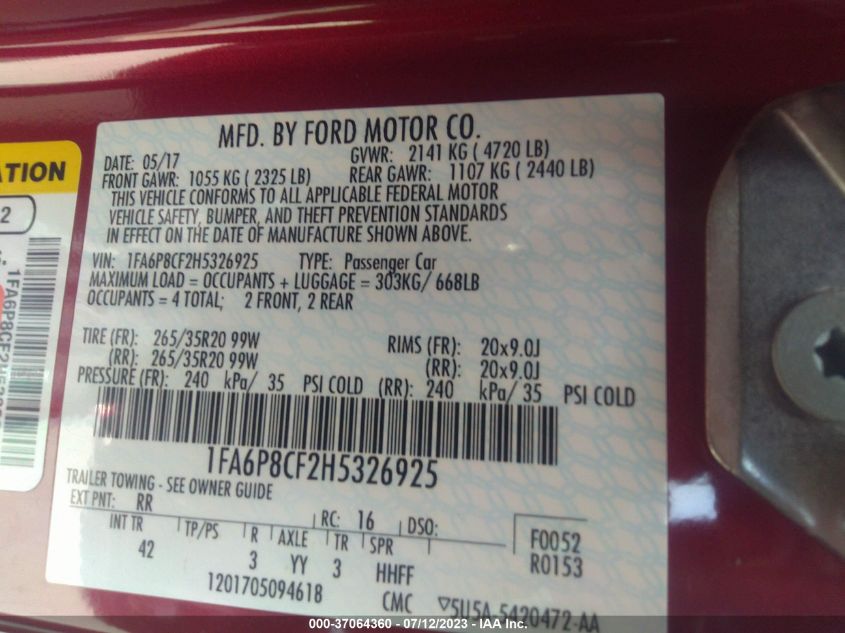 MFD. BY FORD MOTOR CO.
DATE: 05/17 GVWR: 2141 KG ( 4720 LB)
FRONT GAWR: 1055 KG ( 2325 LB) REAR GAWR: 1107 KG ( 2440 LB)
THIS VEHICLE CONFORMS TO ALL APPLICABLE FEDERAL MOTOR
VEHICLE SAFETY, BUMPER, AND THEFT PREVENTION STANDARDS
IN EFFECT ON THE DATE OF MANUFACTURE SHOWN ABOVE.
VIN: 1FA6P8CF2H5326925 TYPE: Passenger Car
MAXIMUM LOAD = OCCUPANTS + LUGGAGE = 303KG/ 668LB
OCCUPANTS = 4 TOTAL; 2 FRONT, 2 REAR
TIRE (FR): 265/35R20 99W RIMS (FR): 20x9.0J
(RR): 265/35R20 99W (RR): 20x9.0J
PRESSURE (FR): 240 kPa/ 35 PSI COLD (RR): 240 kPa/ 35 PSI COLD
1FA6P8CF2H5326925
TRAILER TOWING - SEE OWNER GUIDE
EXT PNT: RR RC: 16 DSO:
INT TR TP/PS R AXLE TR SPR F0052
42 3 YY 3 HHFF R0153
1201705094618 CMC 5U5A-5420472-AA
2
000-37064360 - 07/12/2023 - IAA Inc.